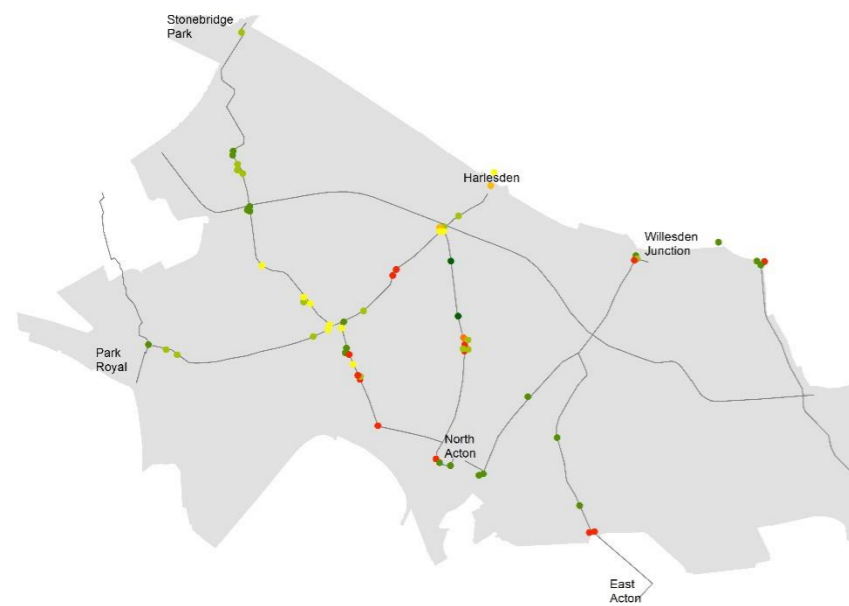 Stonebridge
Park
Harlesden
Willesden
Junction
Park
Royal
North
Acton
East
Acton